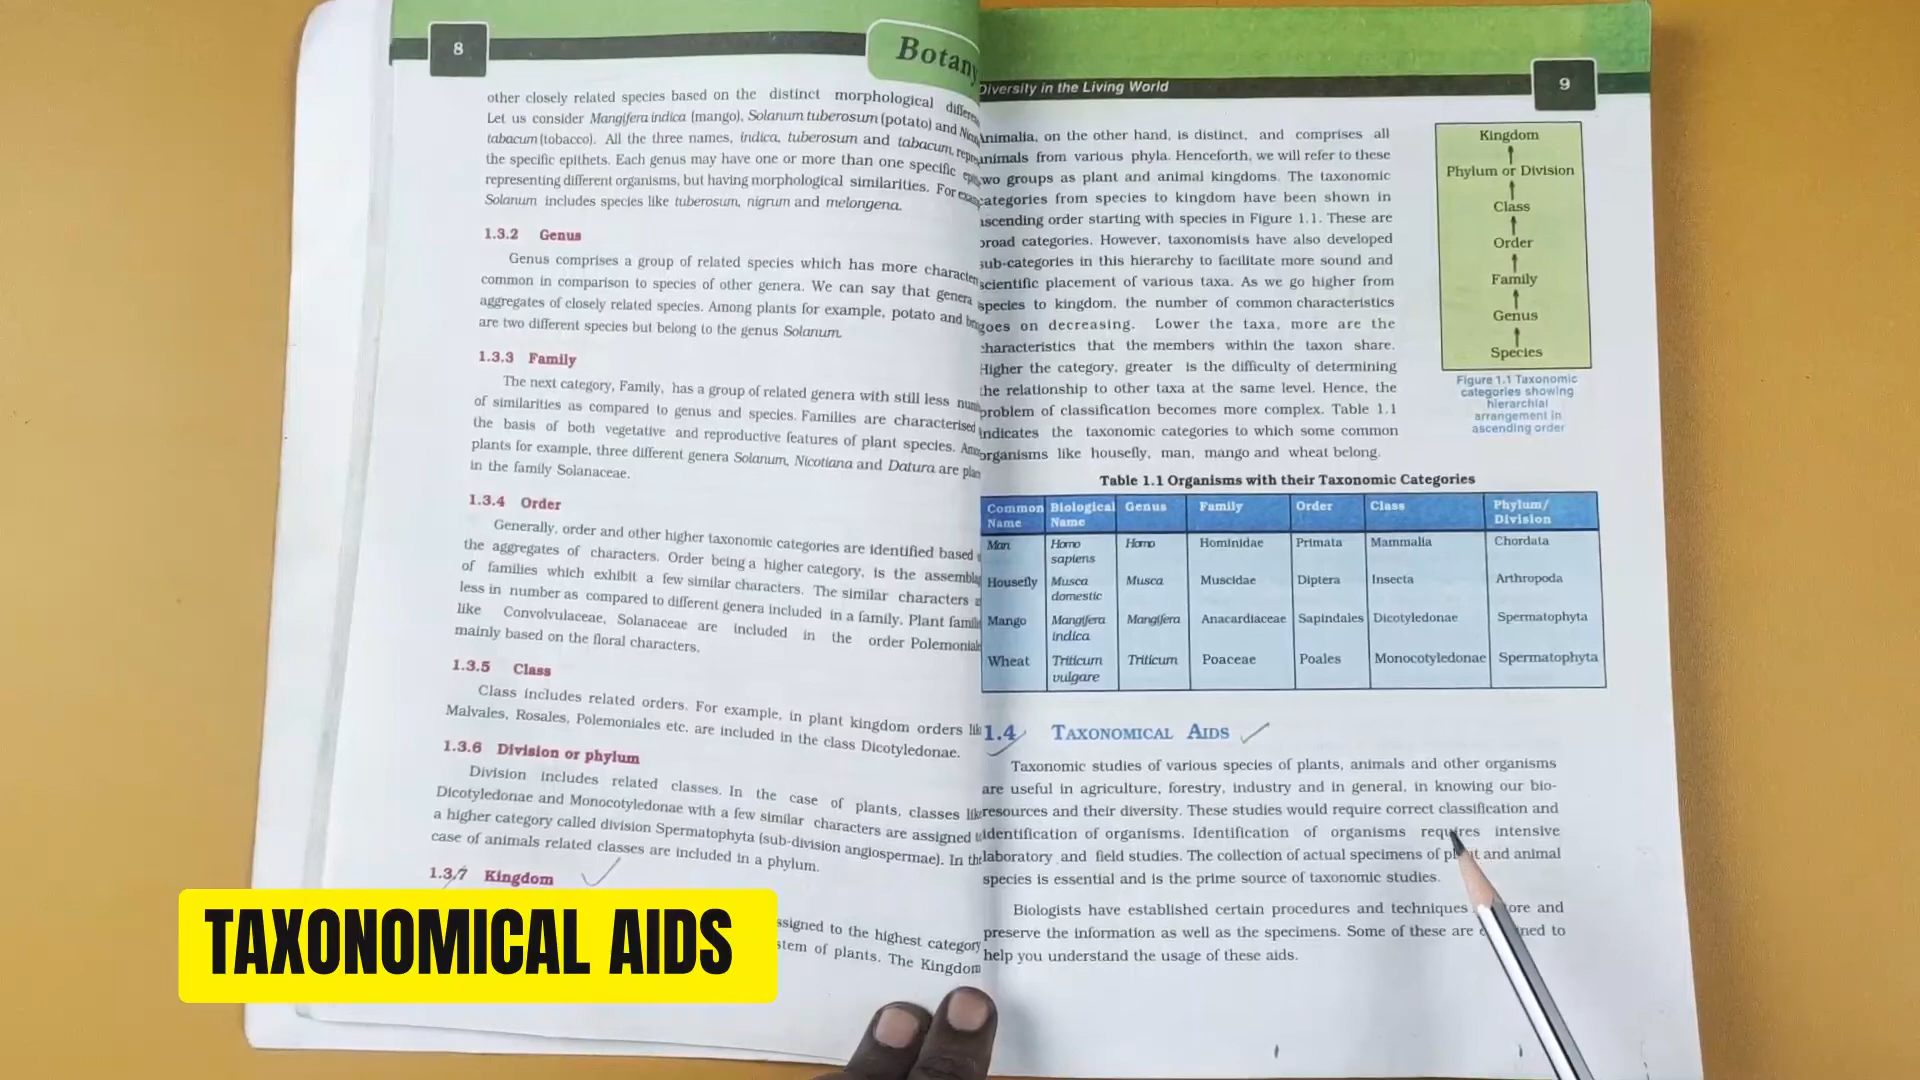 8
Botany
other closely related species based on the distinct morphological
Let us consider Mangifera indica (mango), Solanum tuberosum (potato) and
tabacum (tobacco). All the three names, indica, tuberosum and tabacum,
the specific epithets. Each genus may have one or more than one specific
representing different organisms, but having morphological similarities. For
Solanum includes species like tuberosum, nigrum and melongena.
1.3.2 Genus
Genus comprises a group of related species which has more
common in comparison to species of other genera. We can say that genera
aggregates of closely related species. Among plants for example, potato and
are two different species but belong to the genus Solanum.
1.3.3 Family
The next category, Family, has a group of related genera with still less
of similarities as compared to genus and species. Families are characterised
the basis of both vegetative and reproductive features of plant species.
plants for example, three different genera Solanum, Nicotiana and Datura are
in the family Solanaceae.
1.3.4 Order
Generally, order and other higher taxonomic categories are identified based
the aggregates of characters. Order being a higher category, is the
of families which exhibit a few similar characters. The similar characters
less in number as compared to different genera included in a family. Plant
like Convolvulaceae, Solanaceae are included in the order
mainly based on the floral characters.
1.3.5 Class
Class includes related orders. For example, in plant kingdom orders
Malvales, Rosales, Polemoniales etc. are included in the class Dicotyledonae.
1.3.6 Division or phylum
Division includes related classes. In the case of plants, classes
Dicotyledonae and Monocotyledonae with a few similar characters are assigned
a higher category called division Spermatophyta (sub-division angiospermae). In
case of animals related classes are included in a phylum.
1.3.7 Kingdom
to the highest category
of plants. The Kingdom
TAXONOMICAL AIDS
Diversity in the Living World
9
Animalia, on the other hand, is distinct, and comprises all
animals from various phyla. Henceforth, we will refer to these
two groups as plant and animal kingdoms. The taxonomic
categories from species to kingdom have been shown in
ascending order starting with species in Figure 1.1. These are
broad categories. However, taxonomists have also developed
sub-categories in this hierarchy to facilitate more sound and
scientific placement of various taxa. As we go higher from
species to kingdom, the number of common characteristics
goes on decreasing. Lower the taxa, more are the
characteristics that the members within the taxon share.
Higher the category, greater is the difficulty of determining
the relationship to other taxa at the same level. Hence, the
problem of classification becomes more complex. Table 1.1
indicates the taxonomic categories to which some common
organisms like housefly, man, mango and wheat belong.
Kingdom
Phylum or Division
Class
Order
Family
Genus
Species
Figure 1.1 Taxonomic
categories showing
hierarchial
arrangement in
ascending order
Table 1.1 Organisms with their Taxonomic Categories
Common Name Biological Name Genus Family Order Class Phylum/ Division
Man Homo sapiens Homo Hominidae Primata Mammalia Chordata
Housefly Musca domestic Musca Muscidae Diptera Insecta Arthropoda
Mango Mangifera indica Mangifera Anacardiaceae Sapindales Dicotyledonae Spermatophyta
Wheat Triticum vulgare Triticum Poaceae Poales Monocotyledonae Spermatophyta
1.4 TAXONOMICAL AIDS
Taxonomic studies of various species of plants, animals and other organisms
are useful in agriculture, forestry, industry and in general, in knowing our bio-
resources and their diversity. These studies would require correct classification and
identification of organisms. Identification of organisms requires intensive
laboratory and field studies. The collection of actual specimens of and animal
species is essential and is the prime source of taxonomic studies.
Biologists have established certain procedures and techniques and
preserve the information as well as the specimens. Some of these are to
help you understand the usage of these aids.